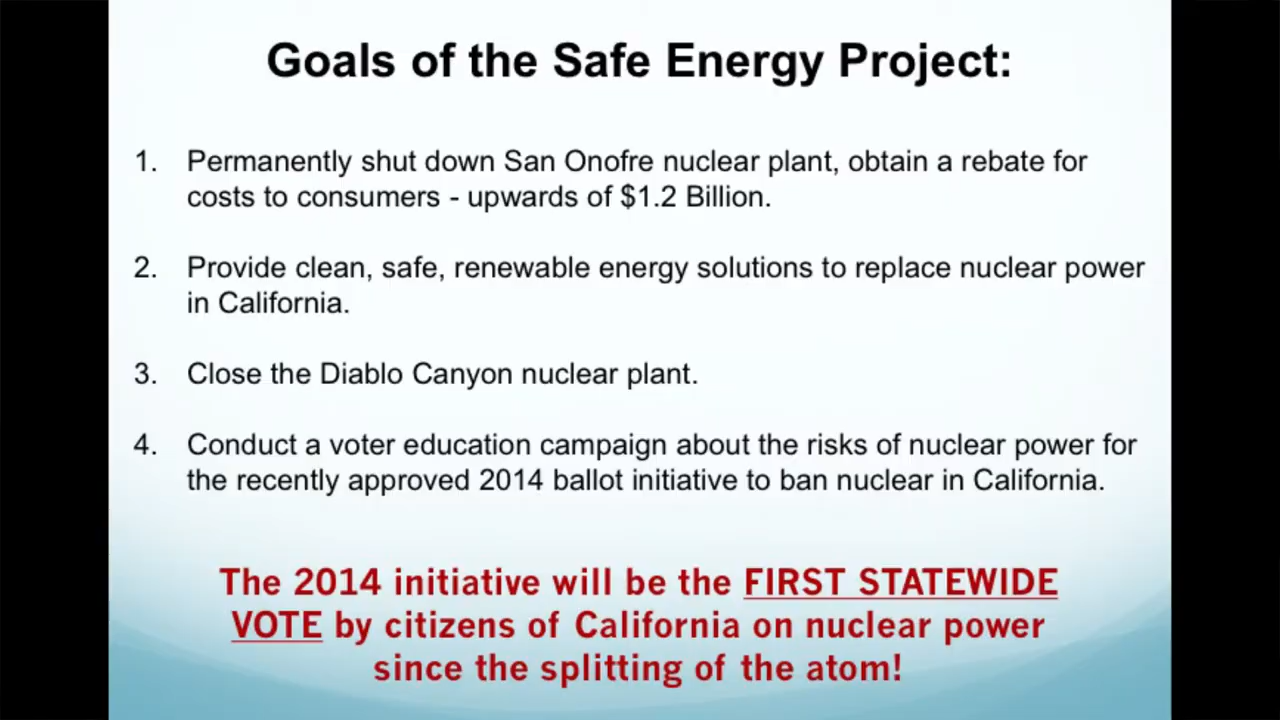 Goals of the Safe Energy Project:
1. Permanently shut down San Onofre nuclear plant, obtain a rebate for
costs to consumers - upwards of $1.2 Billion.
2. Provide clean, safe, renewable energy solutions to replace nuclear power
in California.
3. Close the Diablo Canyon nuclear plant.
4. Conduct a voter education campaign about the risks of nuclear power for
the recently approved 2014 ballot initiative to ban nuclear in California.
The 2014 initiative will be the FIRST STATEWIDE
VOTE by citizens of California on nuclear power
since the splitting of the atom!